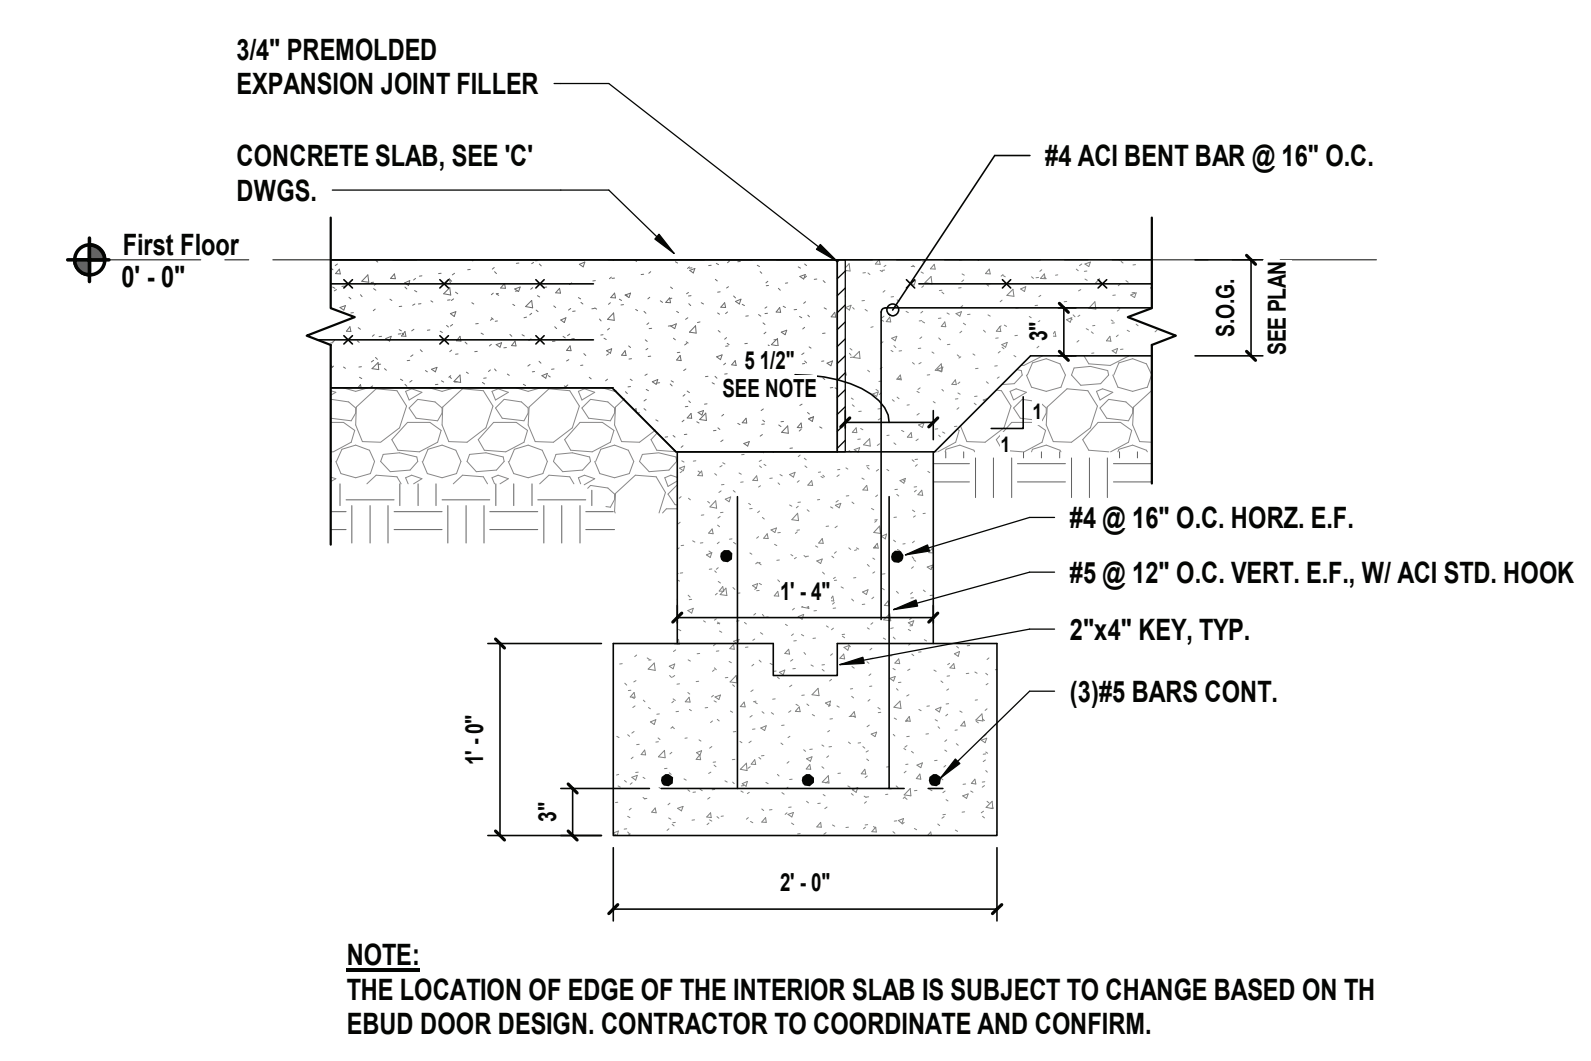 3/4" PREMOLDED
EXPANSION JOINT FILLER
CONCRETE SLAB, SEE 'C'
DWGS.
#4 ACI BENT BAR @ 16" O.C.
First Floor
0' - 0"
S.O.G.
SEE PLAN
3"
5 1/2"
SEE NOTE
1
1
#4 @ 16" O.C. HORZ. E.F.
#5 @ 12" O.C. VERT. E.F., W/ ACI STD. HOOK
1' - 4"
2"x4" KEY, TYP.
(3)#5 BARS CONT.
1' - 0"
3"
2' - 0"
NOTE:
THE LOCATION OF EDGE OF THE INTERIOR SLAB IS SUBJECT TO CHANGE BASED ON TH
EBUD DOOR DESIGN. CONTRACTOR TO COORDINATE AND CONFIRM.